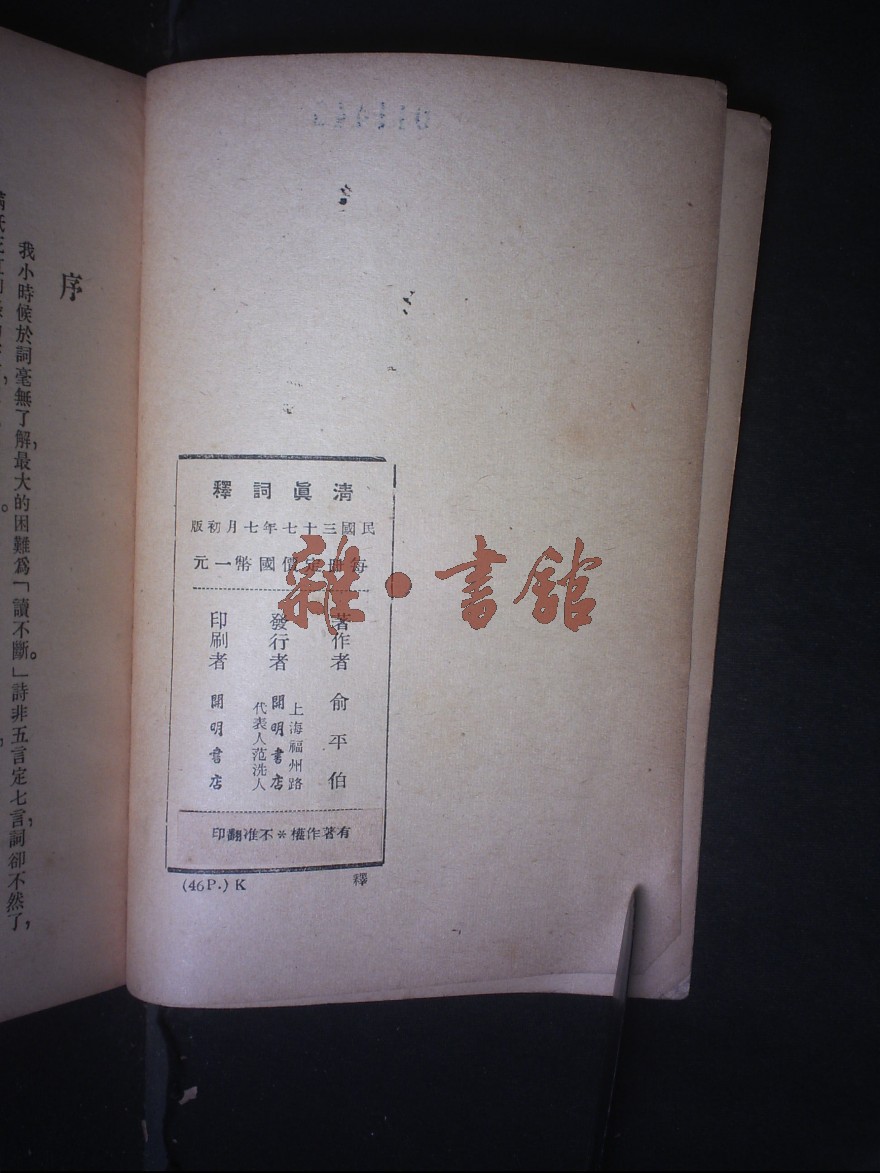 清眞詞釋
民國三十七年七月初版
每冊定價國幣一元
著作者 俞平伯
發行者 上海福州路
開明書店
代表人范洗人
印刷者 開明書店
有著作權＊不准翻印
(46P.) K 釋
雜·書館
序
我小時候於詞毫無了解，最大的困難爲「讀不斷。」詩非五言定七言，詞卻不然了，